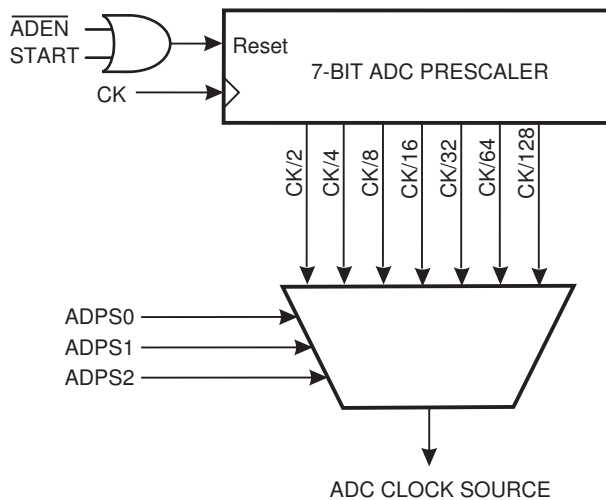 ADEN
START
Reset
7-BIT ADC PRESCALER
CK
CK/2
CK/4
CK/8
CK/16
CK/32
CK/64
CK/128
ADPS0
ADPS1
ADPS2
ADC CLOCK SOURCE